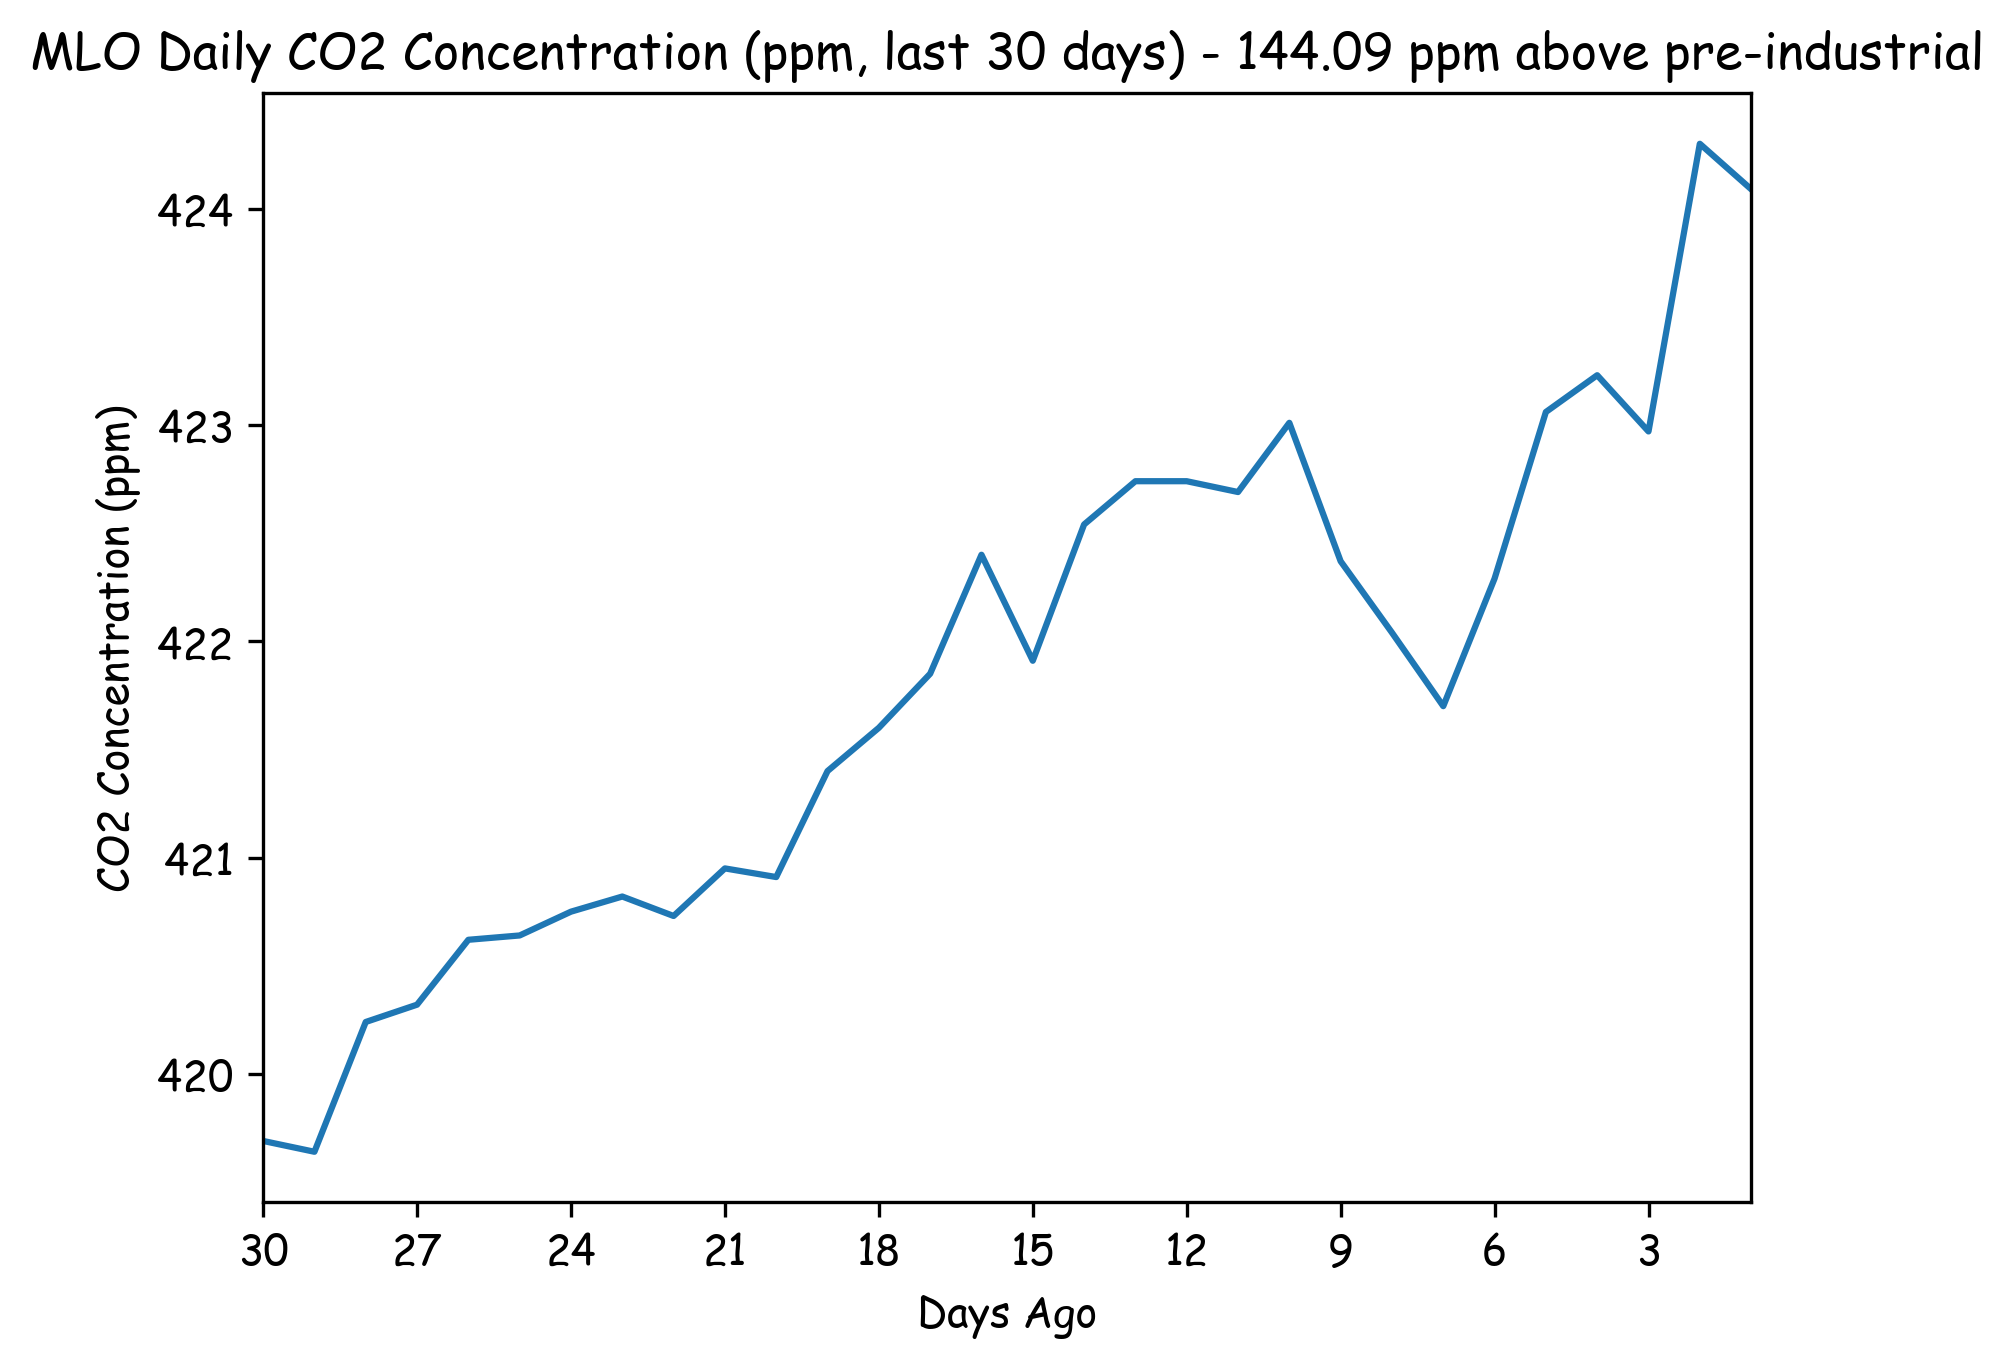 MLO Daily CO2 Concentration (ppm, last 30 days) - 144.09 ppm above pre-industrial
CO2 Concentration (ppm)
424
423
422
421
420
30 27 24 21 18 15 12 9 6 3
Days Ago